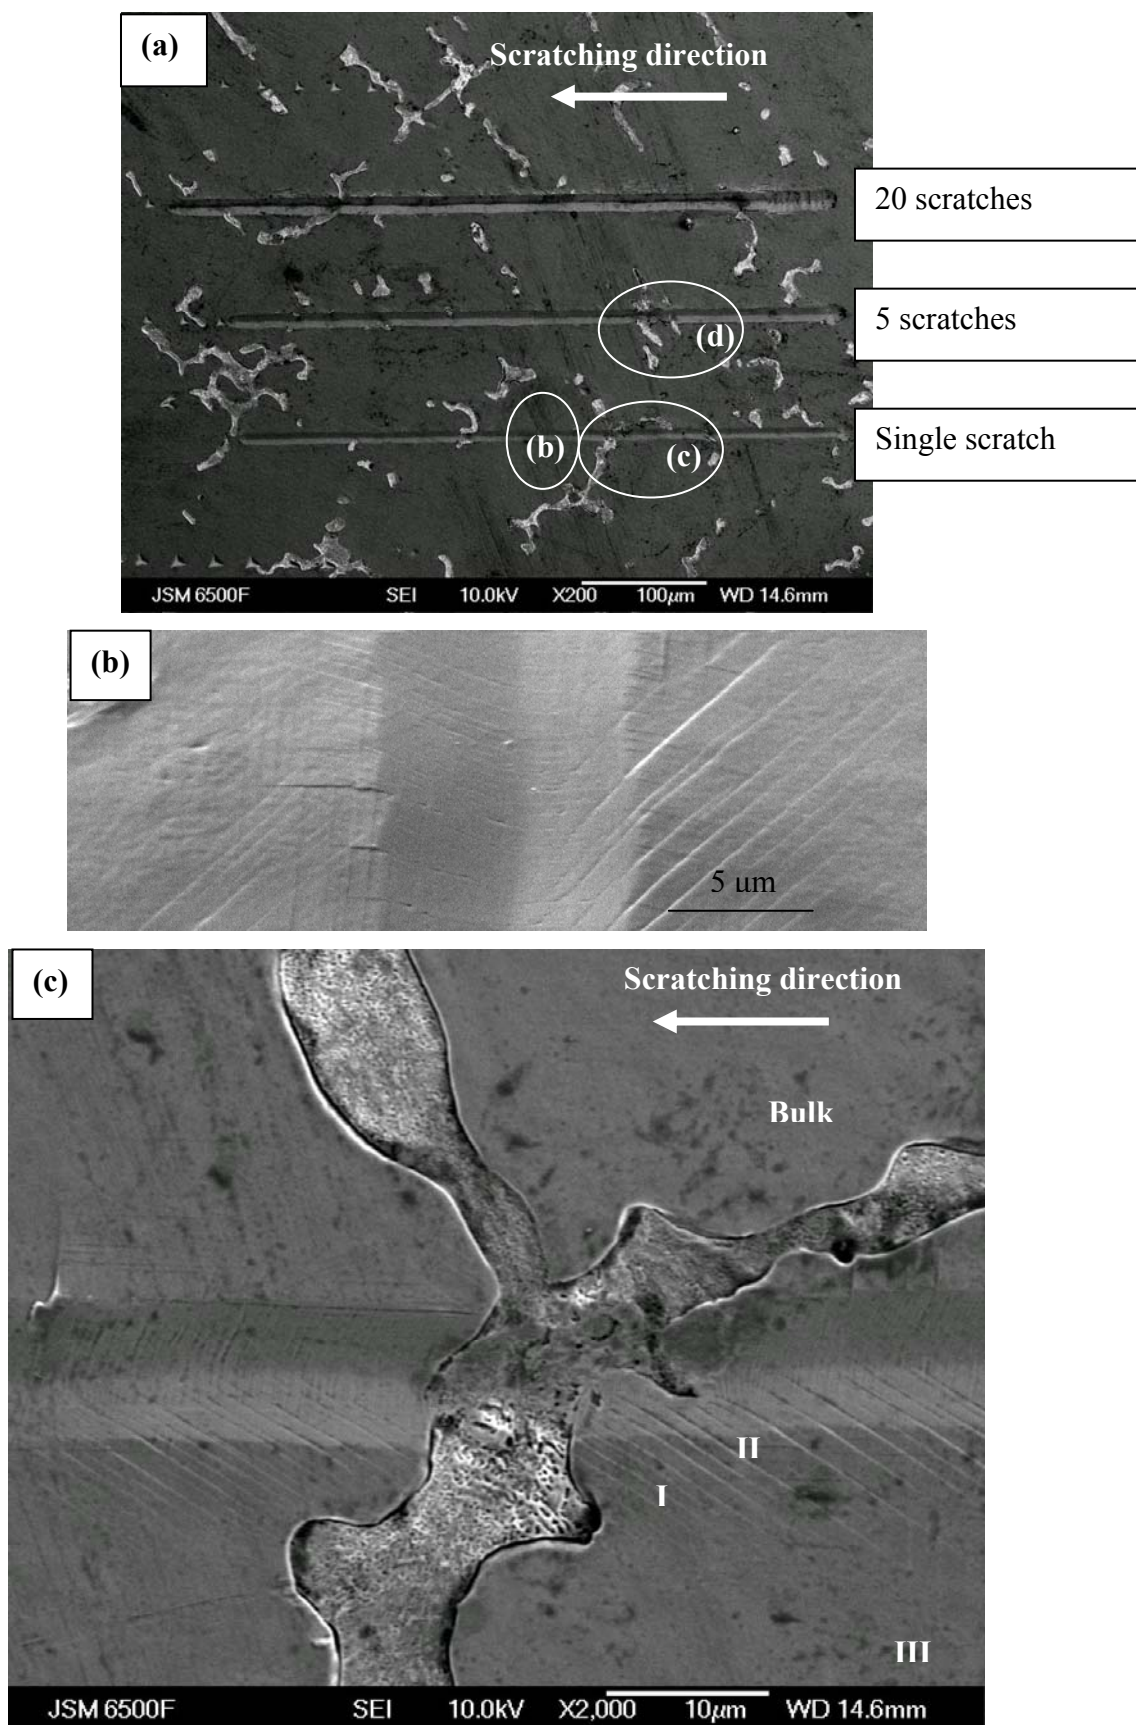 (a)
Scratching direction
20 scratches
5 scratches
(d)
Single scratch
(b)
(c)
JSM 6500F SEI 10.0kV X200 100μm WD 14.6mm
(b)
5 um
(c)
Scratching direction
Bulk
II
I
III
JSM 6500F SEI 10.0kV X2,000 10μm WD 14.6mm